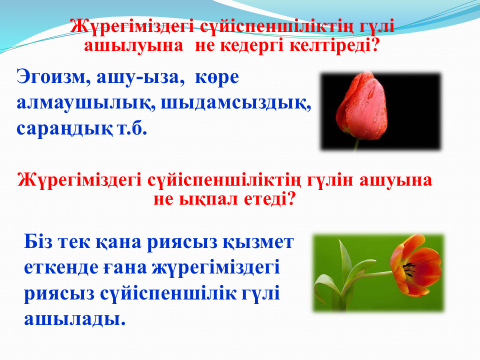 Жүрегіміздегі сүйіспеншіліктің гүлі
ашылуына не кедергі келтіреді?
Эгоизм, ашу-ыза, көре
алмаушылық, шыдамсыздық,
сараңдық т.б.
Жүрегіміздегі сүйіспеншіліктің гүлін ашуына
не ықпал етеді?
Біз тек қана риясыз қызмет
еткенде ғана жүрегіміздегі
риясыз сүйіспеншілік гүлі
ашылады.